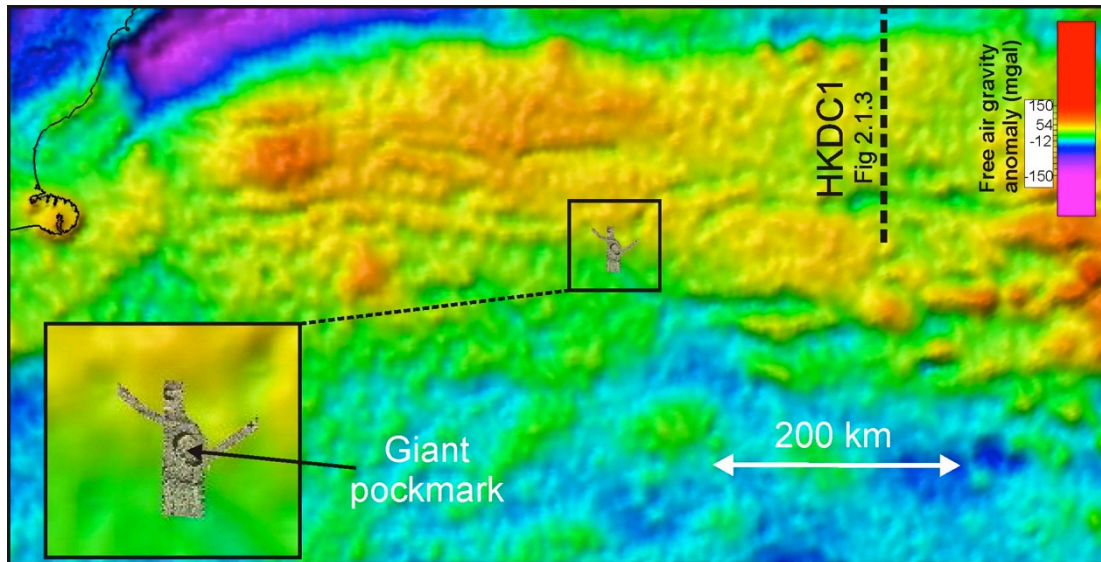 HKDC1
Fig 2.1.3
Free air gravity
anomaly (mgal)
150
54
-12
-150
Giant
pockmark
200 km